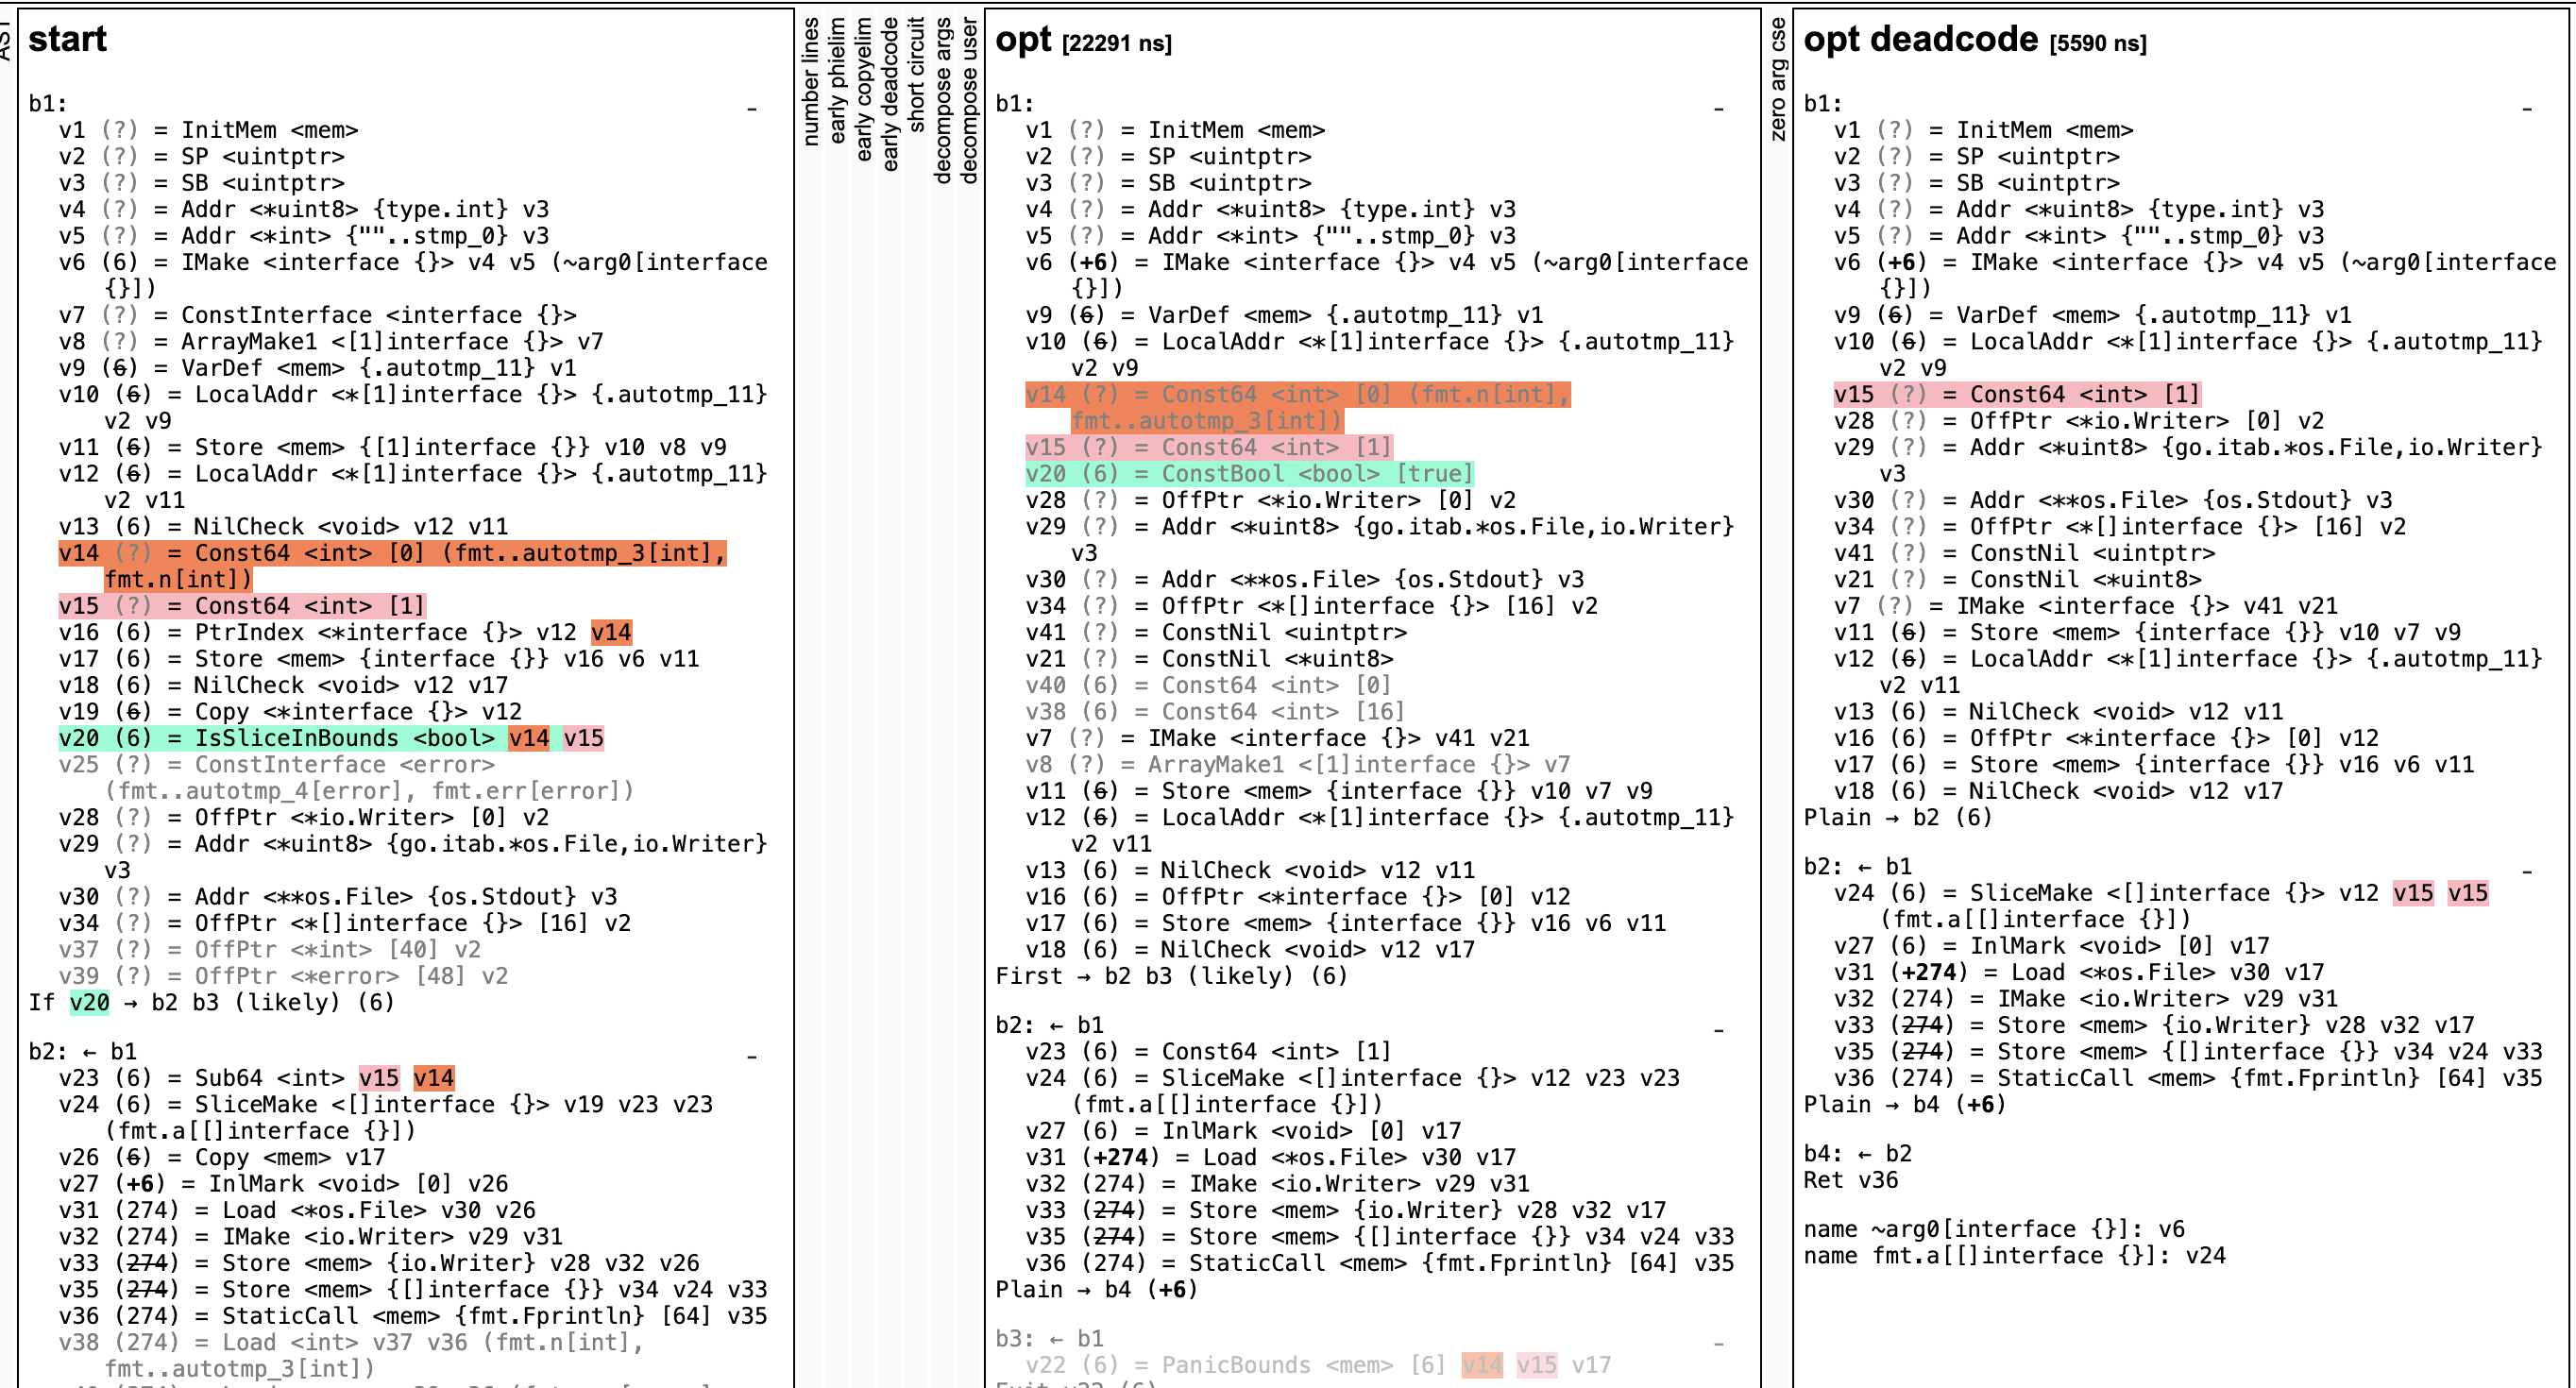 AST
start
b1:
-
v1 (?) = InitMem <mem>
v2 (?) = SP <uintptr>
v3 (?) = SB <uintptr>
v4 (?) = Addr <*uint8> {type.int} v3
v5 (?) = Addr <*int> {""..stmp_0} v3
v6 (6) = IMake <interface {}> v4 v5 (~arg0[interface
{}])
v7 (?) = ConstInterface <interface {}>
v8 (?) = ArrayMake1 <[1]interface {}> v7
v9 (6) = VarDef <mem> {.autotmp_11} v1
v10 (6) = LocalAddr <*[1]interface {}> {.autotmp_11}
v2 v9
v11 (6) = Store <mem> {[1]interface {}} v10 v8 v9
v12 (6) = LocalAddr <*[1]interface {}> {.autotmp_11}
v2 v11
v13 (6) = NilCheck <void> v12 v11
v14 (?) = Const64 <int> [0] (fmt..autotmp_3[int],
fmt.n[int])
v15 (?) = Const64 <int> [1]
v16 (6) = PtrIndex <*interface {}> v12 v14
v17 (6) = Store <mem> {interface {}} v16 v6 v11
v18 (6) = NilCheck <void> v12 v17
v19 (6) = Copy <*interface {}> v12
v20 (6) = IsSliceInBounds <bool> v14 v15
v25 (?) = ConstInterface <error>
(fmt..autotmp_4[error], fmt.err[error])
v28 (?) = OffPtr <*io.Writer> [0] v2
v29 (?) = Addr <*uint8> {go.itab.*os.File,io.Writer}
v3
v30 (?) = Addr <**os.File> {os.Stdout} v3
v34 (?) = OffPtr <*[]interface {}> [16] v2
v37 (?) = OffPtr <*int> [40] v2
v39 (?) = OffPtr <*error> [48] v2
If v20 → b2 b3 (likely) (6)
b2: ← b1
-
v23 (6) = Sub64 <int> v15 v14
v24 (6) = SliceMake <[]interface {}> v19 v23 v23
(fmt.a[[]interface {}])
v26 (6) = Copy <mem> v17
v27 (+6) = InlMark <void> [0] v26
v31 (274) = Load <*os.File> v30 v26
v32 (274) = IMake <io.Writer> v29 v31
v33 (274) = Store <mem> {io.Writer} v28 v32 v26
v35 (274) = Store <mem> {[]interface {}} v34 v24 v33
v36 (274) = StaticCall <mem> {fmt.Fprintln} [64] v35
v38 (274) = Load <int> v37 v36 (fmt.n[int],
fmt..autotmp_3[int])
number lines
early phielim
early copyelim
early deadcode
short circuit
decompose args
decompose user
opt [22291 ns]
b1:
-
v1 (?) = InitMem <mem>
v2 (?) = SP <uintptr>
v3 (?) = SB <uintptr>
v4 (?) = Addr <*uint8> {type.int} v3
v5 (?) = Addr <*int> {""..stmp_0} v3
v6 (+6) = IMake <interface {}> v4 v5 (~arg0[interface
{}])
v9 (6) = VarDef <mem> {.autotmp_11} v1
v10 (6) = LocalAddr <*[1]interface {}> {.autotmp_11}
v2 v9
v14 (?) = Const64 <int> [0] (fmt.n[int],
fmt..autotmp_3[int])
v15 (?) = Const64 <int> [1]
v20 (6) = ConstBool <bool> [true]
v28 (?) = OffPtr <*io.Writer> [0] v2
v29 (?) = Addr <*uint8> {go.itab.*os.File,io.Writer}
v3
v30 (?) = Addr <**os.File> {os.Stdout} v3
v34 (?) = OffPtr <*[]interface {}> [16] v2
v41 (?) = ConstNil <uintptr>
v21 (?) = ConstNil <*uint8>
v40 (6) = Const64 <int> [0]
v38 (6) = Const64 <int> [16]
v7 (?) = IMake <interface {}> v41 v21
v8 (?) = ArrayMake1 <[1]interface {}> v7
v11 (6) = Store <mem> {interface {}} v10 v7 v9
v12 (6) = LocalAddr <*[1]interface {}> {.autotmp_11}
v2 v11
v13 (6) = NilCheck <void> v12 v11
v16 (6) = OffPtr <*interface {}> [0] v12
v17 (6) = Store <mem> {interface {}} v16 v6 v11
v18 (6) = NilCheck <void> v12 v17
First → b2 b3 (likely) (6)
b2: ← b1
-
v23 (6) = Const64 <int> [1]
v24 (6) = SliceMake <[]interface {}> v12 v23 v23
(fmt.a[[]interface {}])
v27 (6) = InlMark <void> [0] v17
v31 (+274) = Load <*os.File> v30 v17
v32 (274) = IMake <io.Writer> v29 v31
v33 (274) = Store <mem> {io.Writer} v28 v32 v17
v35 (274) = Store <mem> {[]interface {}} v34 v24 v33
v36 (274) = StaticCall <mem> {fmt.Fprintln} [64] v35
Plain → b4 (+6)
b3: ← b1
-
v22 (6) = PanicBounds <mem> [6] v14 v15 v17
zero arg cse
opt deadcode [5590 ns]
b1:
-
v1 (?) = InitMem <mem>
v2 (?) = SP <uintptr>
v3 (?) = SB <uintptr>
v4 (?) = Addr <*uint8> {type.int} v3
v5 (?) = Addr <*int> {""..stmp_0} v3
v6 (+6) = IMake <interface {}> v4 v5 (~arg0[interface
{}])
v9 (6) = VarDef <mem> {.autotmp_11} v1
v10 (6) = LocalAddr <*[1]interface {}> {.autotmp_11}
v2 v9
v15 (?) = Const64 <int> [1]
v28 (?) = OffPtr <*io.Writer> [0] v2
v29 (?) = Addr <*uint8> {go.itab.*os.File,io.Writer}
v3
v30 (?) = Addr <**os.File> {os.Stdout} v3
v34 (?) = OffPtr <*[]interface {}> [16] v2
v41 (?) = ConstNil <uintptr>
v21 (?) = ConstNil <*uint8>
v7 (?) = IMake <interface {}> v41 v21
v11 (6) = Store <mem> {interface {}} v10 v7 v9
v12 (6) = LocalAddr <*[1]interface {}> {.autotmp_11}
v2 v11
v13 (6) = NilCheck <void> v12 v11
v16 (6) = OffPtr <*interface {}> [0] v12
v17 (6) = Store <mem> {interface {}} v16 v6 v11
v18 (6) = NilCheck <void> v12 v17
Plain → b2 (6)
b2: ← b1
-
v24 (6) = SliceMake <[]interface {}> v12 v15 v15
(fmt.a[[]interface {}])
v27 (6) = InlMark <void> [0] v17
v31 (+274) = Load <*os.File> v30 v17
v32 (274) = IMake <io.Writer> v29 v31
v33 (274) = Store <mem> {io.Writer} v28 v32 v17
v35 (274) = Store <mem> {[]interface {}} v34 v24 v33
v36 (274) = StaticCall <mem> {fmt.Fprintln} [64] v35
Plain → b4 (+6)
b4: ← b2
Ret v36
name ~arg0[interface {}]: v6
name fmt.a[[]interface {}]: v24